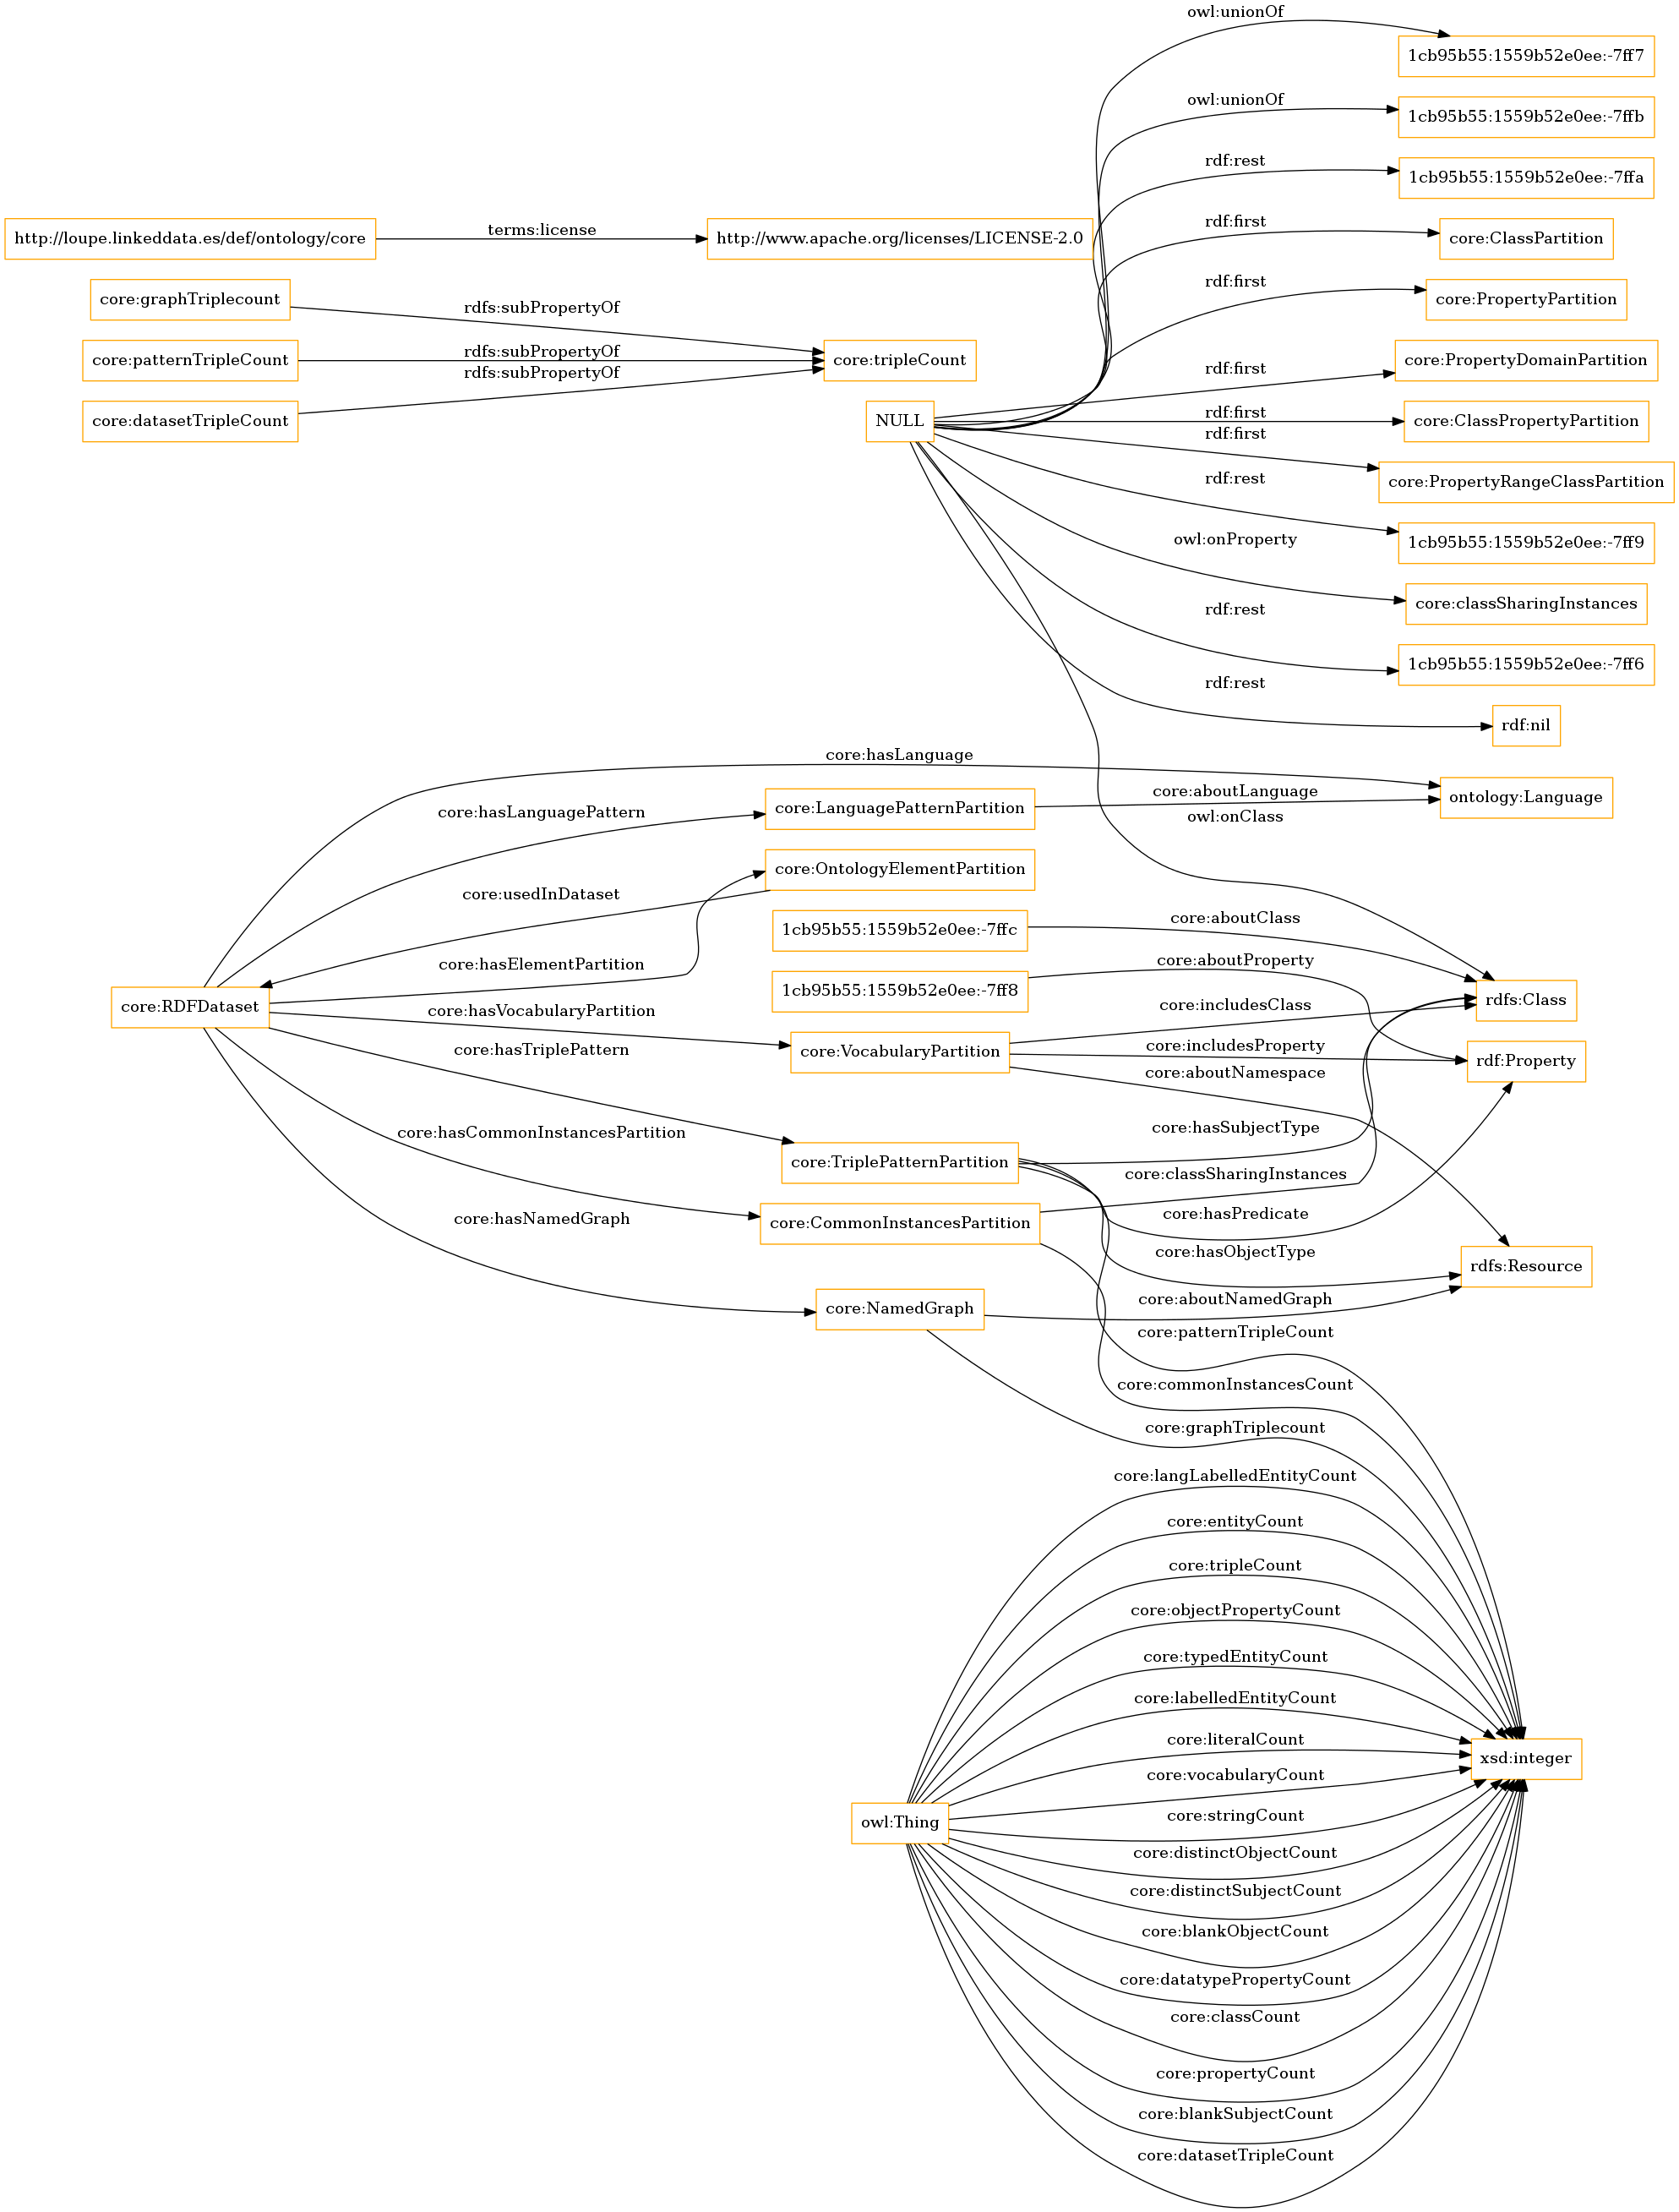 owl:unionOf
1cb95b55:1559b52e0ee:-7ff7
owl:unionOf
1cb95b55:1559b52e0ee:-7ffb
rdf:rest
1cb95b55:1559b52e0ee:-7ffa
http://loupe.linkeddata.es/def/ontology/core
terms:license
http://www.apache.org/licenses/LICENSE-2.0
rdf:first
core:ClassPartition
core:graphTriplecount
rdfs:subPropertyOf
rdf:first
core:PropertyPartition
core:patternTripleCount
rdfs:subPropertyOf
core:tripleCount
rdf:first
core:PropertyDomainPartition
core:datasetTripleCount
rdfs:subPropertyOf
NULL
rdf:first
core:ClassPropertyPartition
rdf:first
core:PropertyRangeClassPartition
rdf:rest
1cb95b55:1559b52e0ee:-7ff9
owl:onProperty
core:classSharingInstances
rdf:rest
1cb95b55:1559b52e0ee:-7ff6
rdf:rest
rdf:nil
core:hasLanguage
core:hasLanguagePattern
core:LanguagePatternPartition
core:aboutLanguage
ontology:Language
owl:onClass
core:usedInDataset
core:OntologyElementPartition
1cb95b55:1559b52e0ee:-7ffc
core:aboutClass
core:hasElementPartition
1cb95b55:1559b52e0ee:-7ff8
core:aboutProperty
rdfs:Class
core:RDFDataset
core:hasVocabularyPartition
core:VocabularyPartition
core:includesClass
core:includesProperty
rdf:Property
core:hasTriplePattern
core:aboutNamespace
core:hasCommonInstancesPartition
core:TriplePatternPartition
core:hasSubjectType
core:classSharingInstances
core:hasNamedGraph
core:CommonInstancesPartition
core:hasPredicate
core:hasObjectType
rdfs:Resource
core:NamedGraph
core:aboutNamedGraph
core:patternTripleCount
core:commonInstancesCount
core:graphTriplecount
core:langLabelledEntityCount
core:entityCount
core:tripleCount
core:objectPropertyCount
core:typedEntityCount
core:labelledEntityCount
core:literalCount
xsd:integer
core:vocabularyCount
owl:Thing
core:stringCount
core:distinctObjectCount
core:distinctSubjectCount
core:blankObjectCount
core:datatypePropertyCount
core:classCount
core:propertyCount
core:blankSubjectCount
core:datasetTripleCount